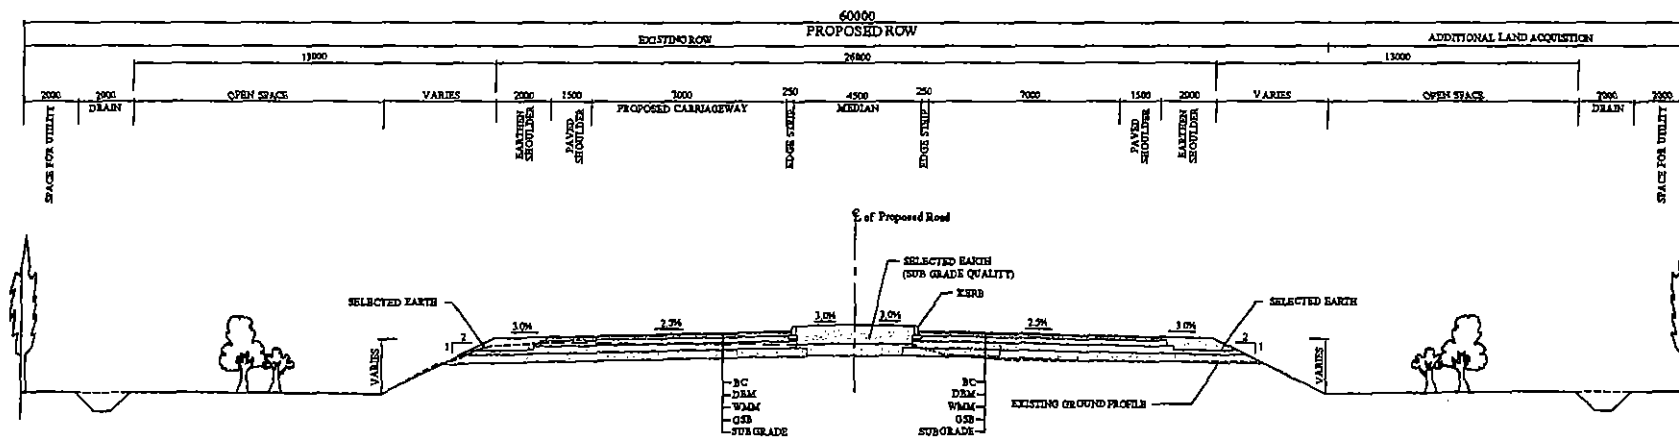 60000
PROPOSED ROW
EXISTING ROW
ADDITIONAL LAND ACQUISTION
13000
26000
13000
2000
2000
2000
1500
7000
250
4500
250
7000
1500
2000
2000
2000
DRAIN
OPEN SPACE
VARIES
PROPOSED CARRIAGEWAY
MEDIAN
VARIES
OPEN SPACE
DRAIN
SPACE FOR UTILITY
EARTHEN SHOULDER
PAVED SHOULDER
EDGE STRIP
EDGE STRIP
PAVED SHOULDER
EARTHEN SHOULDER
SPACE FOR UTILITY
℄ of Proposed Road
SELECTED EARTH
(SUB GRADE QUALITY)
KERB
SELECTED EARTH
SELECTED EARTH
3.0%
2.5%
3.0%
3.0%
2.5%
3.0%
2
1
2
1
VARIES
VARIES
BC
DBM
WMM
GSB
SUBGRADE
BC
DBM
WMM
GSB
SUBGRADE
EXISTING GROUND PROFILE